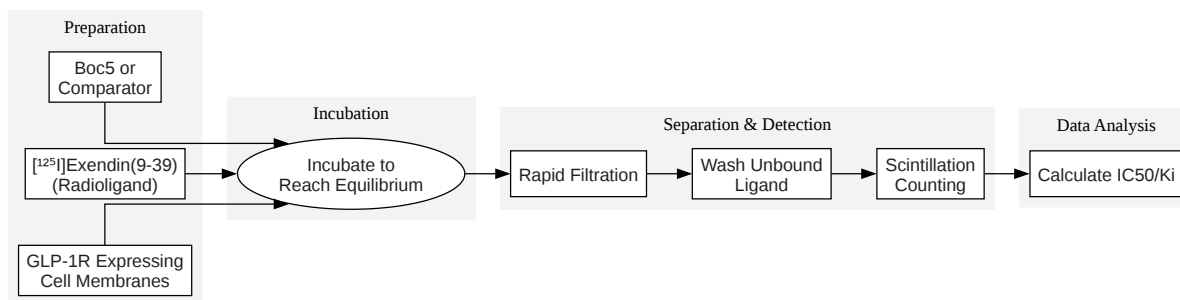 Preparation
Boc5 or
Comparator
[¹²⁵I]Exendin(9-39)
(Radioligand)
GLP-1R Expressing
Cell Membranes
Incubation
Incubate to
Reach Equilibrium
Separation & Detection
Rapid Filtration
Wash Unbound
Ligand
Scintillation
Counting
Data Analysis
Calculate IC50/Ki